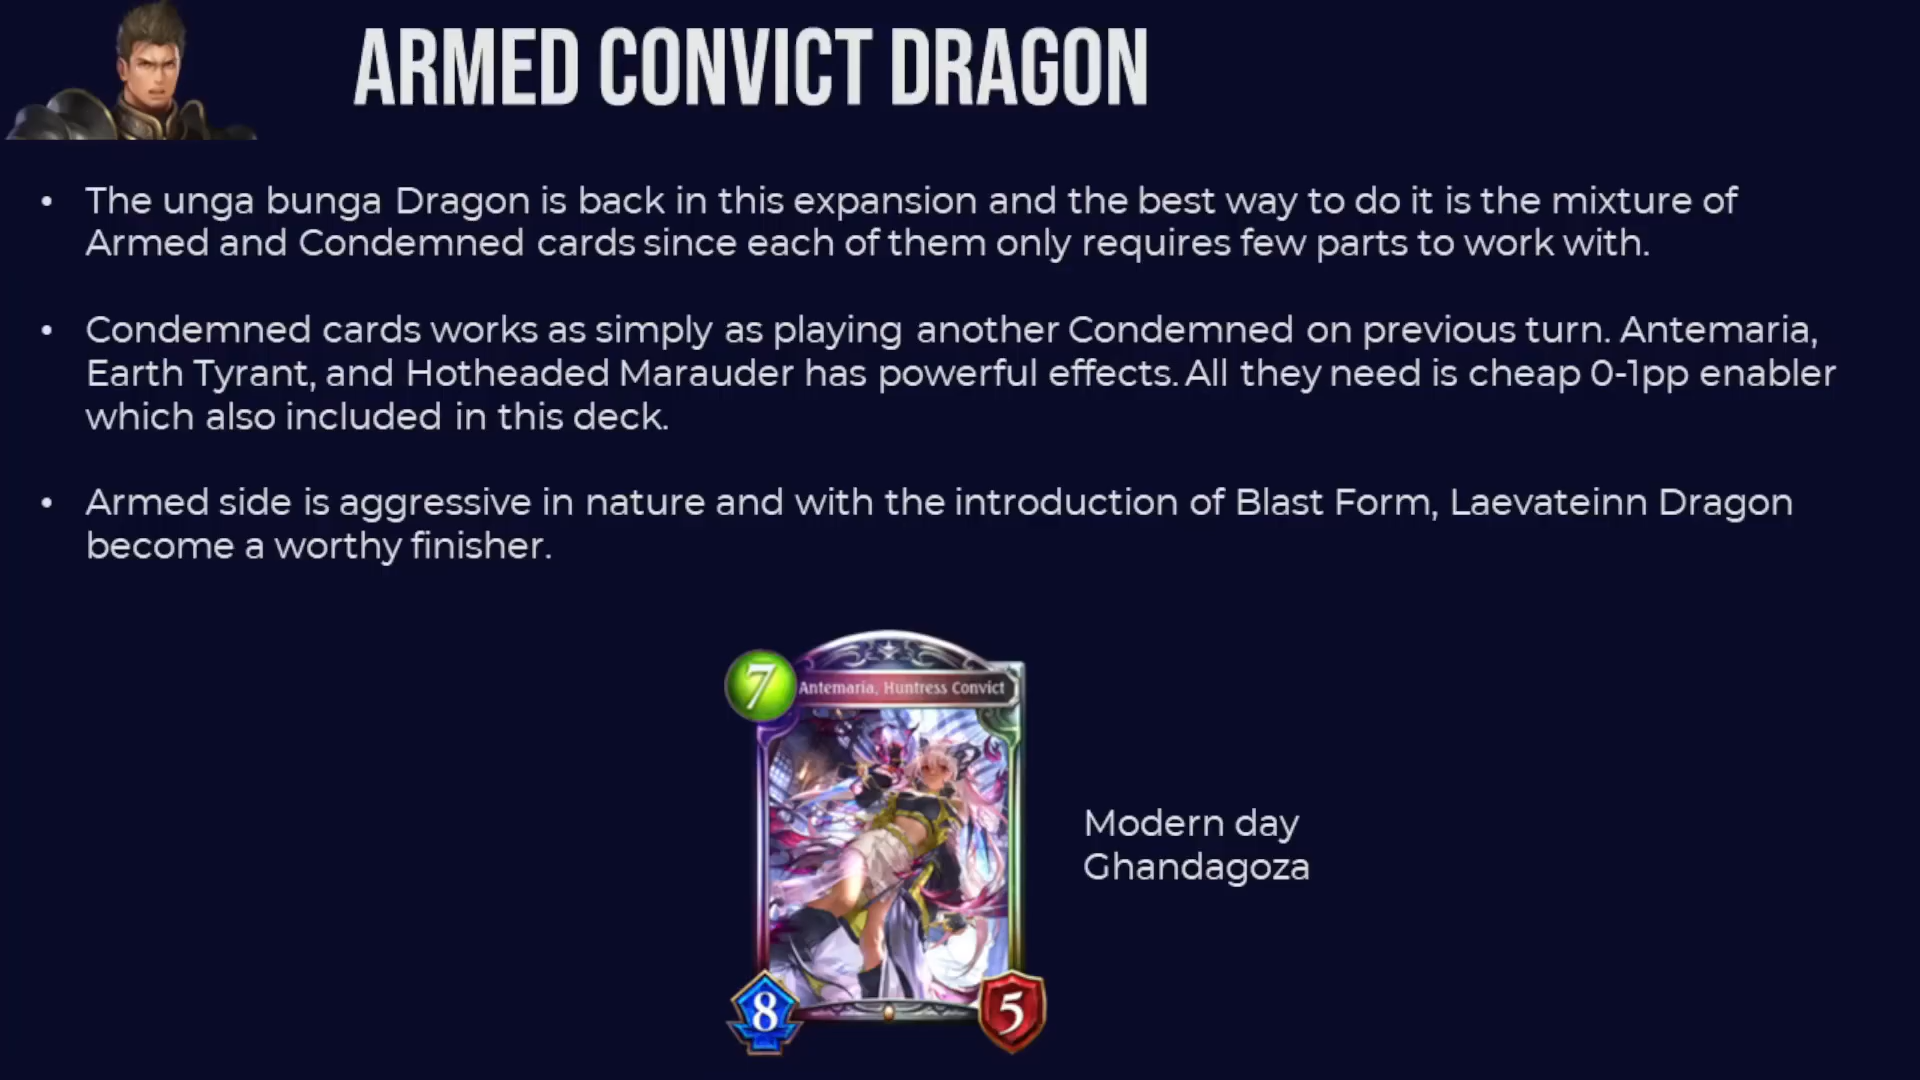 ARMED CONVICT DRAGON
• The unga bunga Dragon is back in this expansion and the best way to do it is the mixture of
Armed and Condemned cards since each of them only requires few parts to work with.
• Condemned cards works as simply as playing another Condemned on previous turn. Antemaria,
Earth Tyrant, and Hotheaded Marauder has powerful effects. All they need is cheap 0-1pp enabler
which also included in this deck.
• Armed side is aggressive in nature and with the introduction of Blast Form, Laevateinn Dragon
become a worthy finisher.
7
Antemaria, Huntress Convict
Modern day
Ghandagoza
8
5